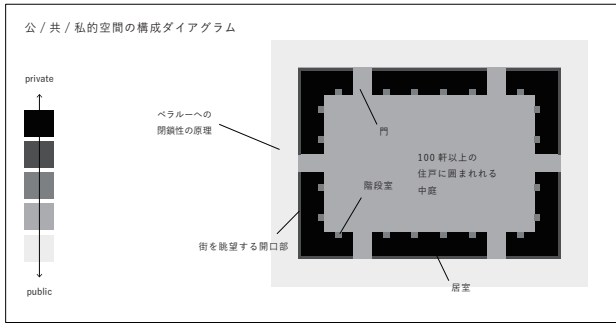 公 / 共 / 私的空間の構成ダイアグラム
private
public
ペラルーへの
閉鎖性の原理
門
100 軒以上の
住戸に囲まれれる
中庭
階段室
街を眺望する開口部
居室